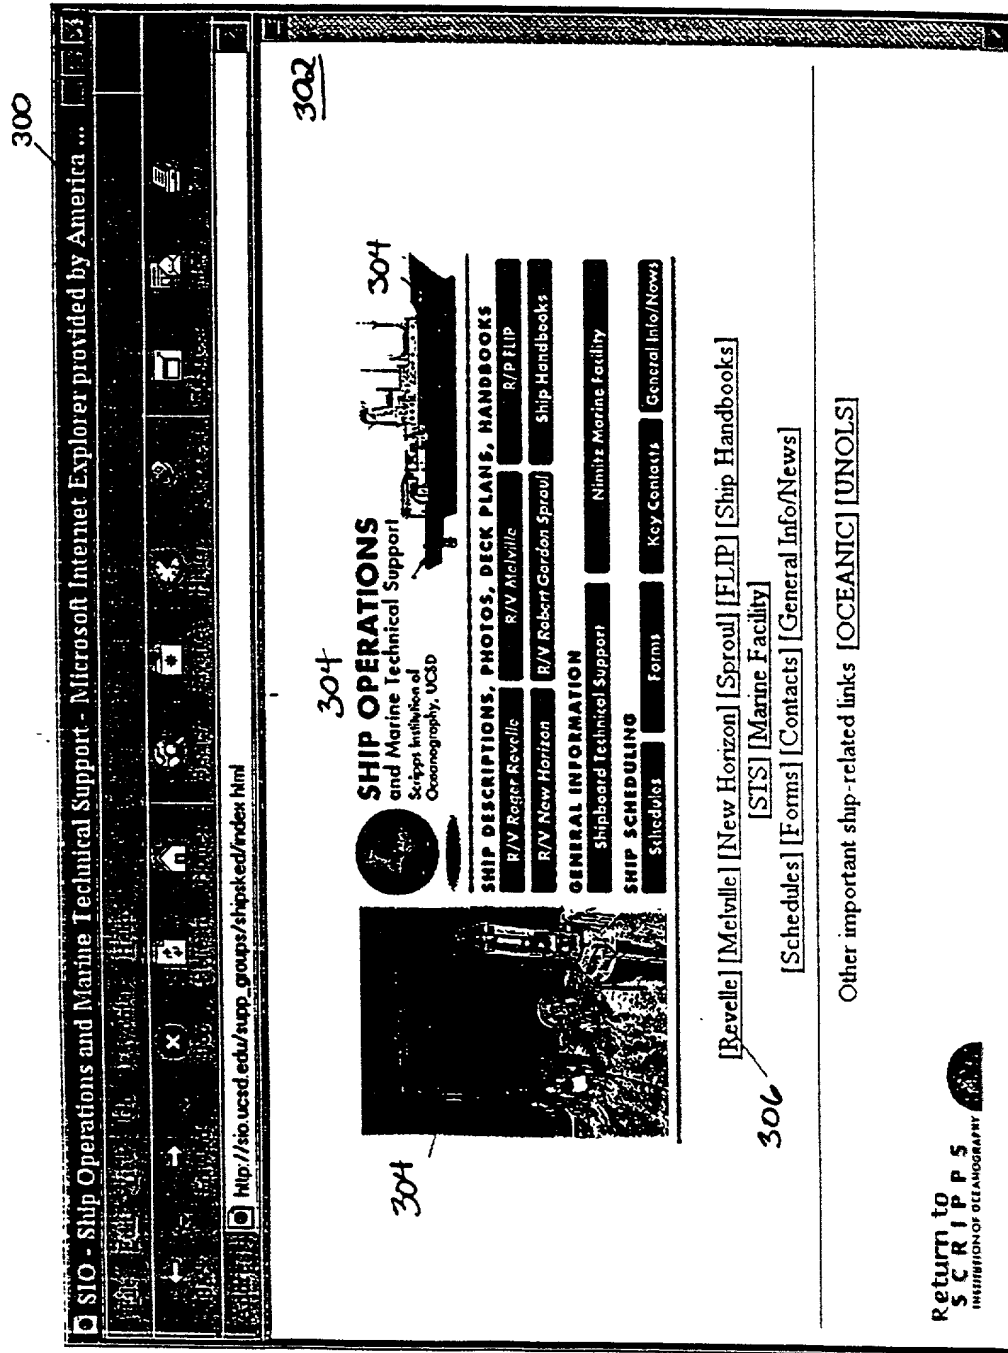 300
SIO - Ship Operations and Marine Technical Support - Microsoft Internet Explorer provided by America ...
http://sio.ucsd.edu/supp_groups/shipsked/index.html
302
304
304
304
SHIP OPERATIONS
and Marine Technical Support
Scripps Institution of
Oceanography, UCSD
SHIP DESCRIPTIONS, PHOTOS, DECK PLANS, HANDBOOKS
R/V Roger Revelle R/V Melville R/P FLIP
R/V New Horizon R/V Robert Gordon Sproul Ship Handbooks
GENERAL INFORMATION
Shipboard Technical Support Nimitz Marine Facility
SHIP SCHEDULING
Schedules Forms Key Contacts General Info/News
[Revelle] [Melville] [New Horizon] [Sproul] [FLIP] [Ship Handbooks]
[STS] [Marine Facility]
[Schedules] [Forms] [Contacts] [General Info/News]
306
Other important ship-related links [OCEANIC] [UNOLS]
Return to
SCRIPPS
INSTITUTION OF OCEANOGRAPHY